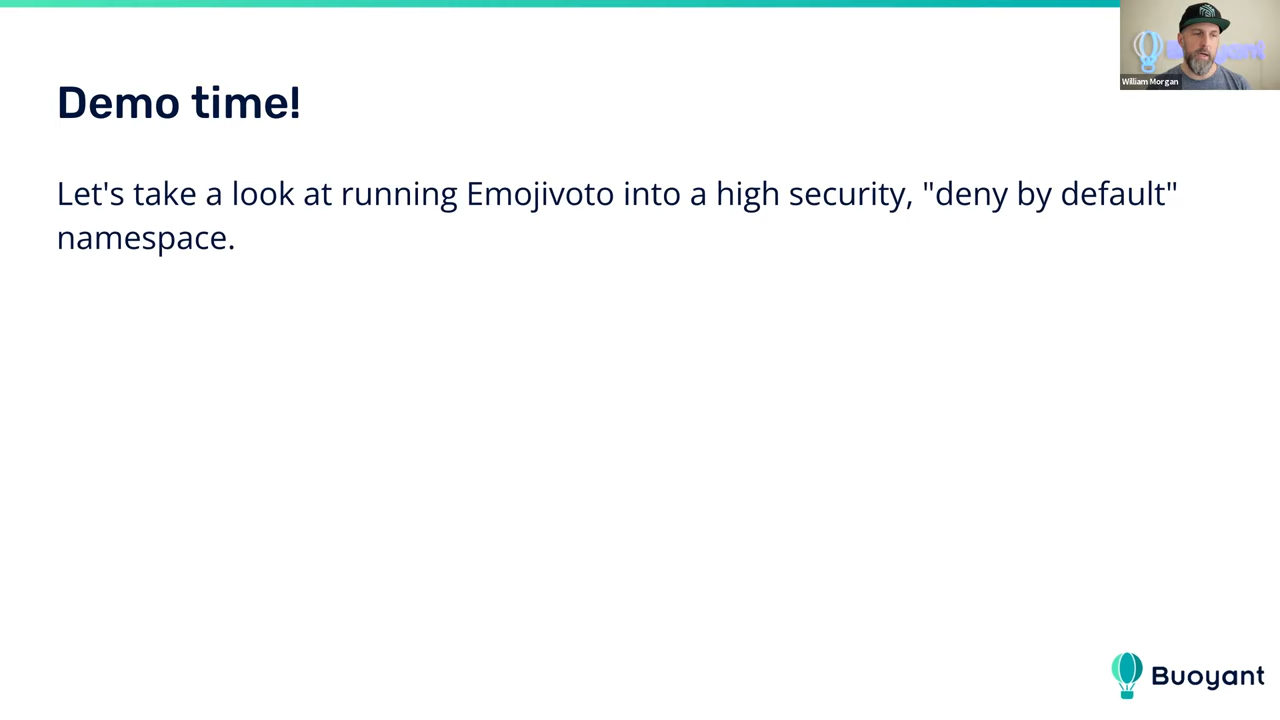 Demo time!
Let's take a look at running Emojivoto into a high security, "deny by default"
namespace.
William Morgan
Buoyant